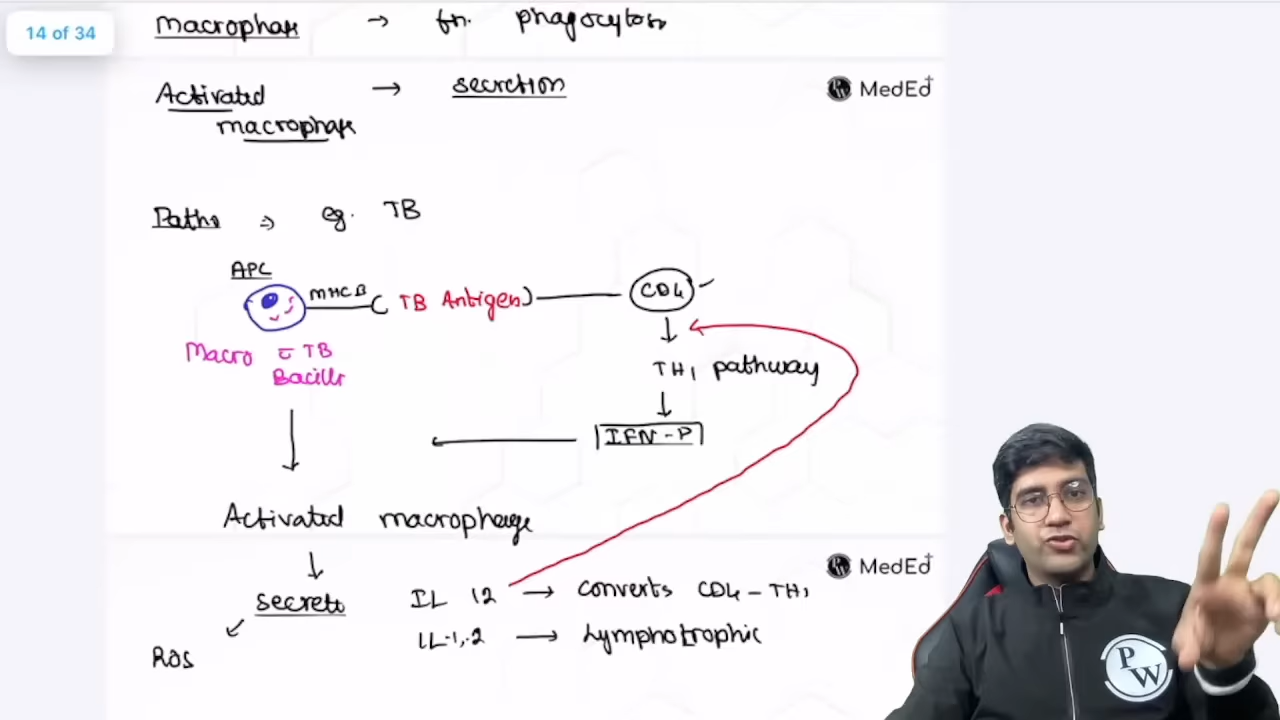 14 of 34
macrophage → fn. phagocytosis
MedEd
Activated → secretion
macrophage
Patho ⇒ eg. TB
APC
MHC II ( TB Antigen ) CD4
Macro c̄ TB
Bacilli
TH1 pathway
IFN-γ
Activated macrophage
MedEd
secrete
IL 12 → converts CD4 - TH1
IL-1, 2 → Lymphotrophic
ROS
PW